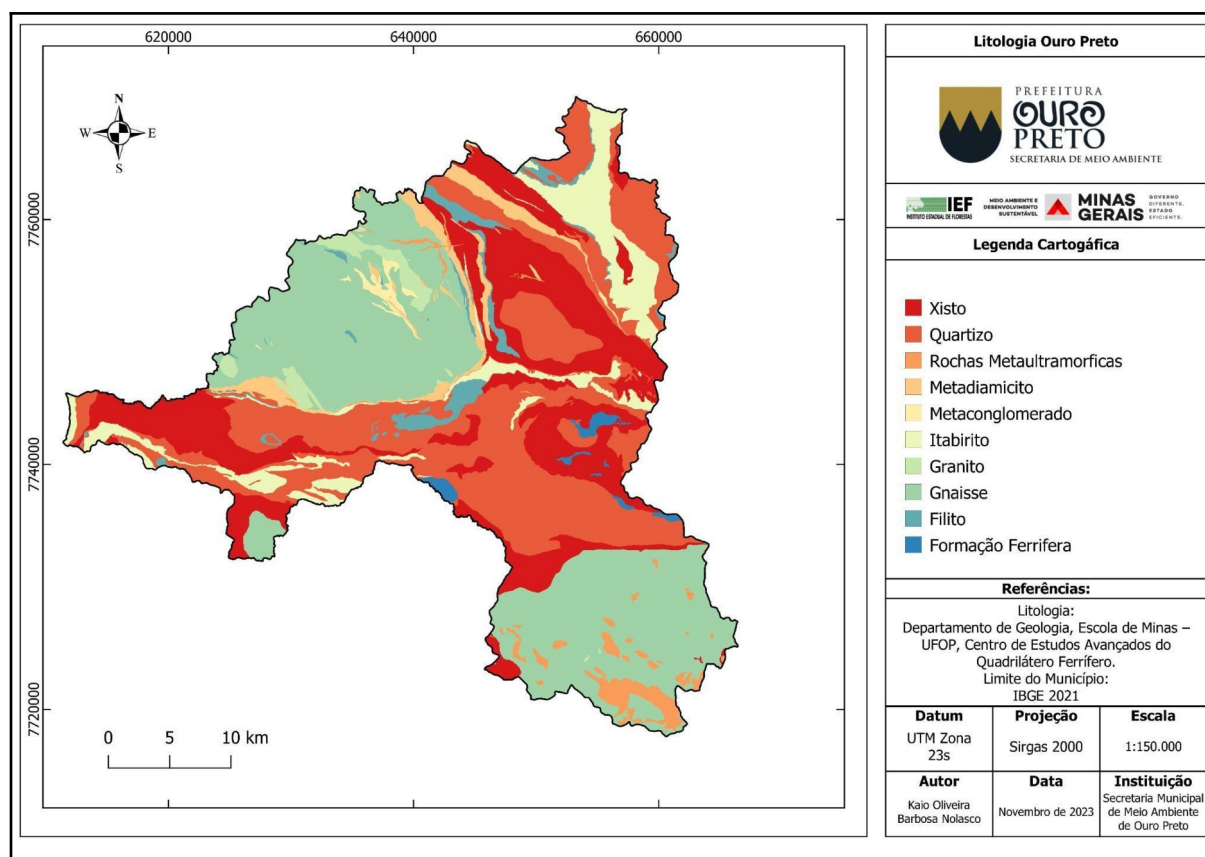 620000
640000
660000
7760000
7740000
7720000
7760000
7740000
7720000
N
W
E
S
0
5
10 km
Litologia Ouro Preto
PREFEITURA
OURO
PRETO
SECRETARIA DE MEIO AMBIENTE
IEF
INSTITUTO ESTADUAL DE FLORESTAS
MEIO AMBIENTE E
DESENVOLVIMENTO
SUSTENTÁVEL
MINAS
GERAIS
GOVERNO
DIFERENTE.
ESTADO
EFICIENTE.
Legenda Cartogáfica
Xisto
Quartizo
Rochas Metaultramorficas
Metadiamicito
Metaconglomerado
Itabirito
Granito
Gnaisse
Filito
Formação Ferrifera
Referências:
Litologia:
Departamento de Geologia, Escola de Minas –
UFOP, Centro de Estudos Avançados do
Quadrilátero Ferrífero.
Limite do Município:
IBGE 2021
Datum
UTM Zona
23s
Projeção
Sirgas 2000
Escala
1:150.000
Autor
Kaio Oliveira
Barbosa Nolasco
Data
Novembro de 2023
Instituição
Secretaria Municipal
de Meio Ambiente
de Ouro Preto